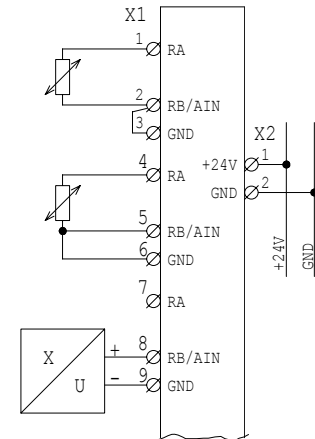 X1
1 RA
2 RB/AIN
3 GND
4 RA
5 RB/AIN
6 GND
7 RA
X U + 8 RB/AIN
- 9 GND
X2
+24V 1
GND 2
+24V
GND